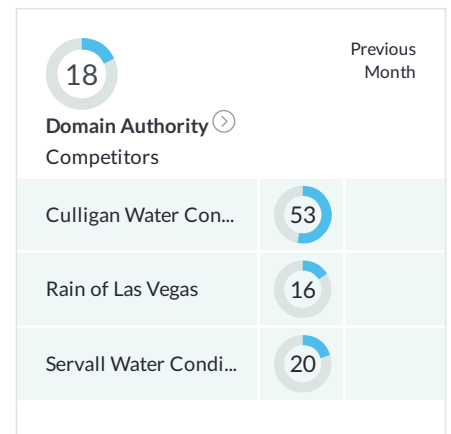 18
Previous
Month
Domain Authority
Competitors
Culligan Water Con... 53
Rain of Las Vegas 16
Servall Water Condi... 20